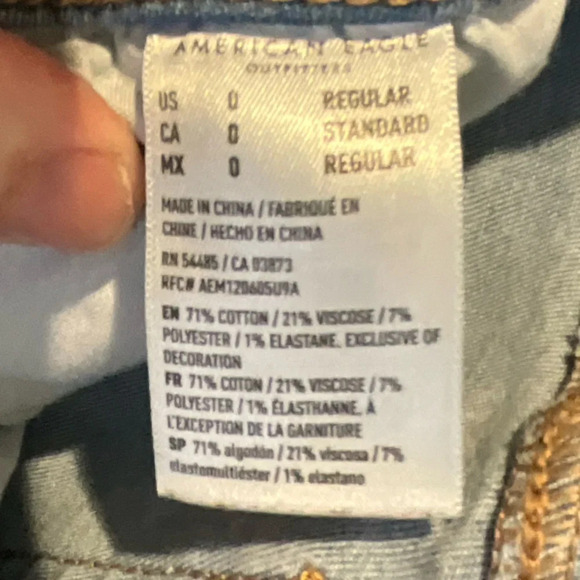 AMERICAN EAGLE
OUTFITTERS
US 0 REGULAR
CA 0 STANDARD
MX 0 REGULAR
MADE IN CHINA / FABRIQUÉ EN
CHINE / HECHO EN CHINA
RN 54485 / CA 03873
RFC# AEM120605U9A
EN 71% COTTON / 21% VISCOSE / 7%
POLYESTER / 1% ELASTANE, EXCLUSIVE OF
DECORATION
FR 71% COTON / 21% VISCOSE / 7%
POLYESTER / 1% ÉLASTHANNE, À
L'EXCEPTION DE LA GARNITURE
SP 71% algodón / 21% viscosa / 7%
elastomultiéster / 1% elastano